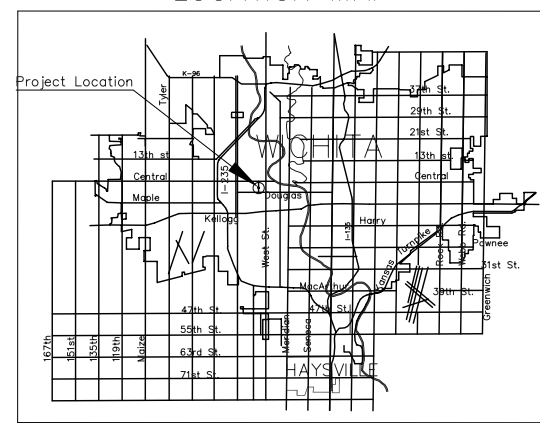 LOCATION MAP
K-96
Project Location
Tyler
37th St.
29th St.
21st St.
WICHITA
13th st
13th st.
Central
Central
I-235
Maple
Douglas
Kellogg
Harry
I-135
West St.
Kansas Turnpike
Rock Rd.
Webb Rd.
Pawnee
31st St.
MacArthur
39th St.
Greenwich
47th St.
47th St.
55th St.
63rd St.
71st St.
167th
151st
135th
119th
Maize
Meridian
Seneca
HAYSVILLE